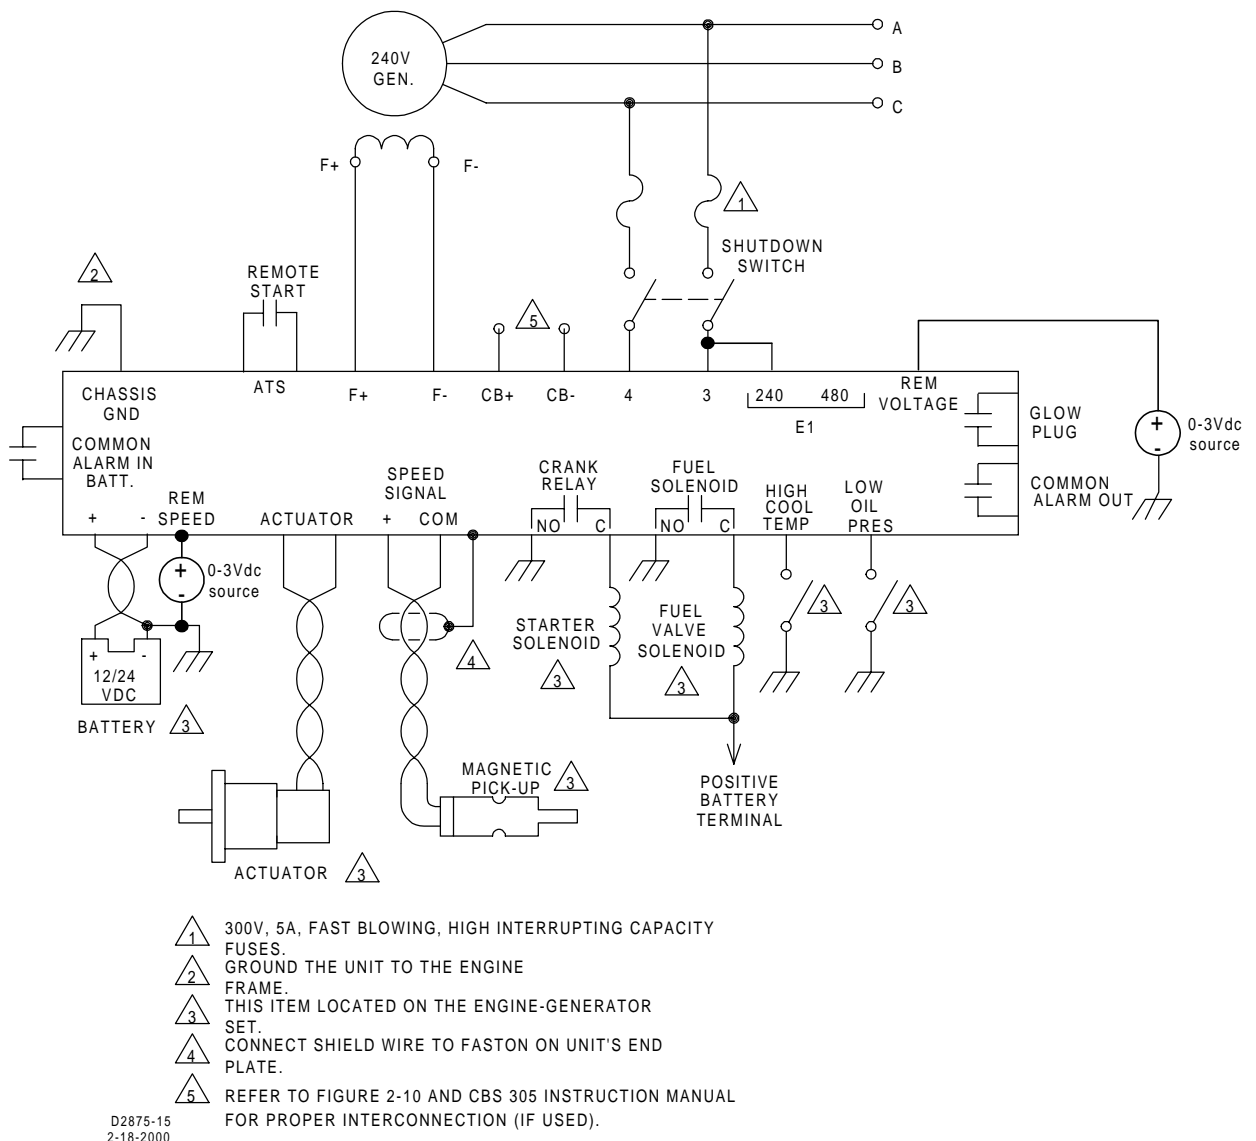 240V
GEN.
A
B
C
F+
F-
1
SHUTDOWN
SWITCH
2
REMOTE
START
5
CHASSIS
GND
ATS
F+
F-
CB+
CB-
4
3
240
480
E1
REM
VOLTAGE
GLOW
PLUG
+
-
0-3Vdc
source
COMMON
ALARM IN
BATT.
+
-
REM
SPEED
ACTUATOR
SPEED
SIGNAL
+
COM
CRANK
RELAY
NO
C
FUEL
SOLENOID
NO
C
HIGH
COOL
TEMP
LOW
OIL
PRES
COMMON
ALARM OUT
+
-
0-3Vdc
source
+
-
12/24
VDC
BATTERY
3
4
STARTER
SOLENOID
3
FUEL
VALVE
SOLENOID
3
3
3
MAGNETIC
PICK-UP
3
POSITIVE
BATTERY
TERMINAL
ACTUATOR
3
1
300V, 5A, FAST BLOWING, HIGH INTERRUPTING CAPACITY
FUSES.
2
GROUND THE UNIT TO THE ENGINE
FRAME.
3
THIS ITEM LOCATED ON THE ENGINE-GENERATOR
SET.
4
CONNECT SHIELD WIRE TO FASTON ON UNIT'S END
PLATE.
5
REFER TO FIGURE 2-10 AND CBS 305 INSTRUCTION MANUAL
FOR PROPER INTERCONNECTION (IF USED).
D2875-15
2-18-2000